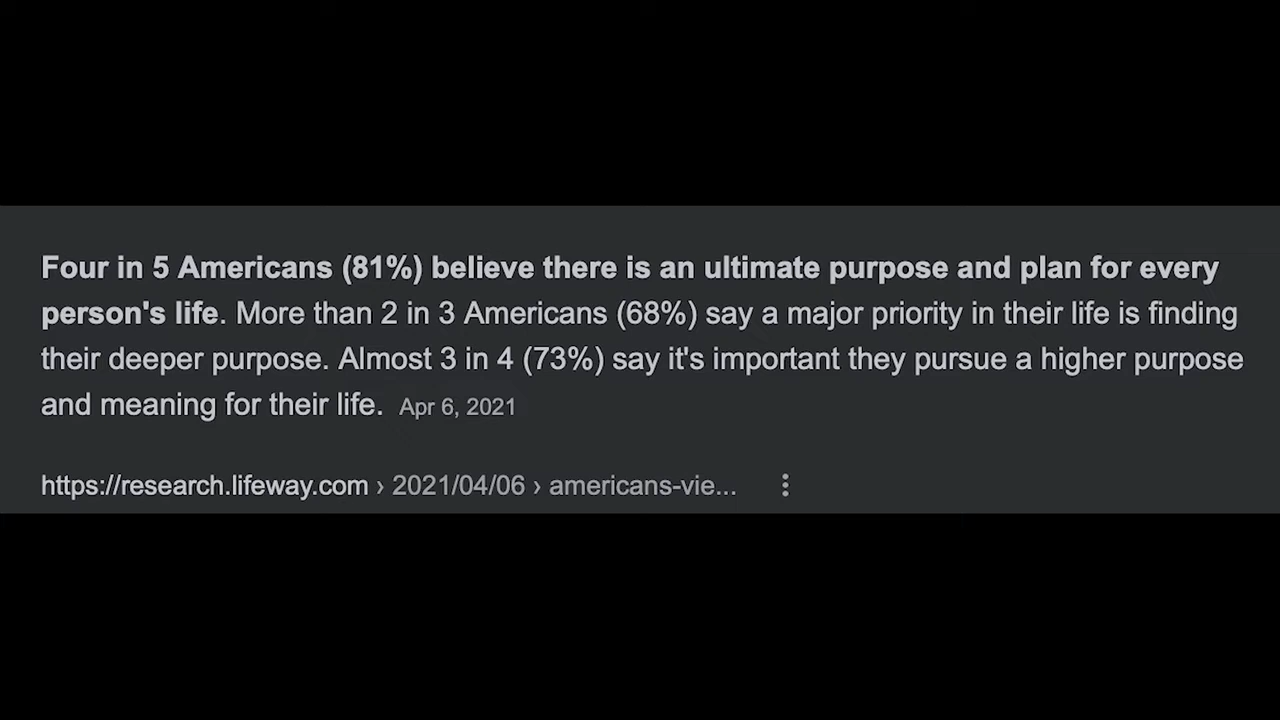 Four in 5 Americans (81%) believe there is an ultimate purpose and plan for every
person's life. More than 2 in 3 Americans (68%) say a major priority in their life is finding
their deeper purpose. Almost 3 in 4 (73%) say it's important they pursue a higher purpose
and meaning for their life. Apr 6, 2021
https://research.lifeway.com › 2021/04/06 › americans-vie...